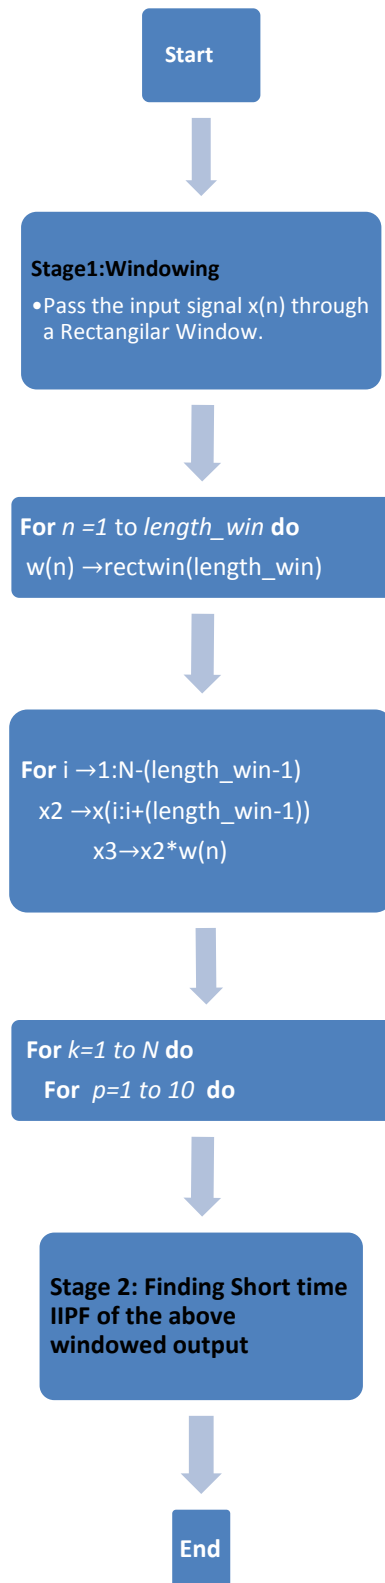 Start
Stage1:Windowing
•Pass the input signal x(n) through
a Rectangilar Window.
For n =1 to length_win do
w(n) →rectwin(length_win)
For i →1:N-(length_win-1)
x2 →x(i:i+(length_win-1))
x3→x2*w(n)
For k=1 to N do
For p=1 to 10 do
Stage 2: Finding Short time
IIPF of the above
windowed output
End